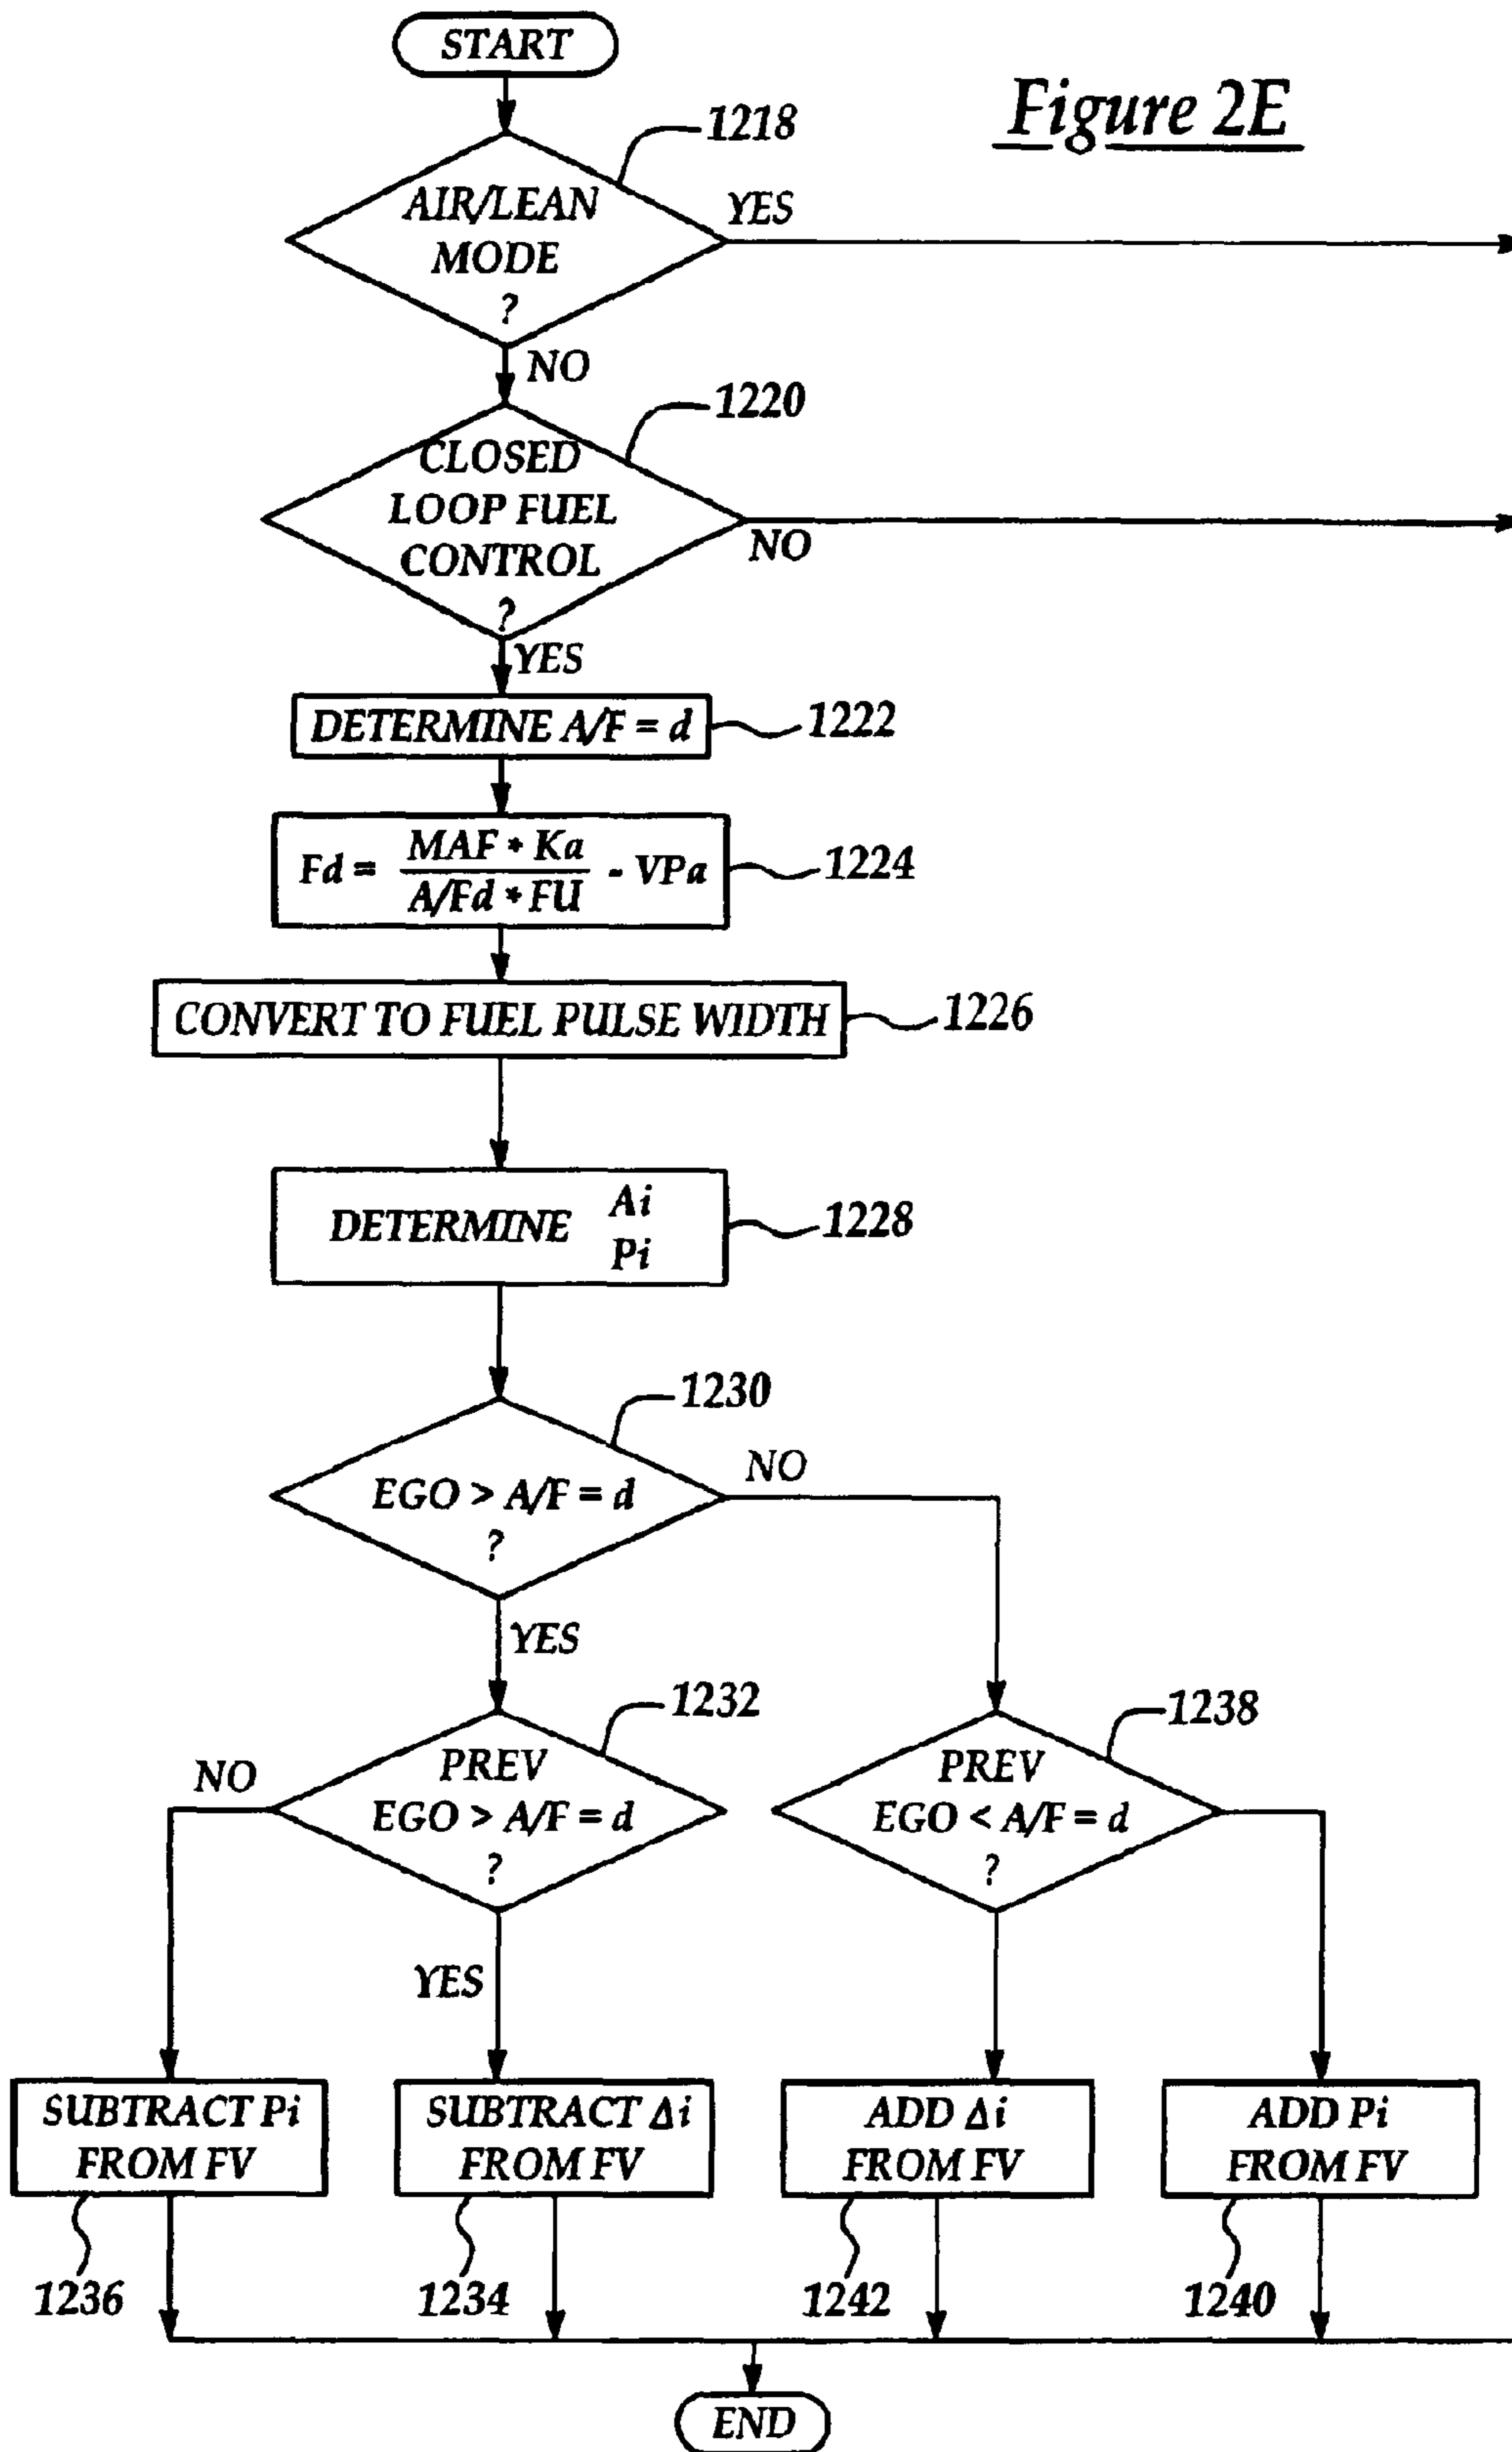 START
Figure 2E
1218
AIR/LEAN
MODE
?
YES
NO
1220
CLOSED
LOOP FUEL
CONTROL
?
NO
YES
DETERMINE A/F = d
1222
Fd = MAF * Ka / A/Fd * FU - VPa
1224
CONVERT TO FUEL PULSE WIDTH
1226
DETERMINE Ai
Pi
1228
1230
EGO > A/F = d
?
NO
YES
1232
PREV
EGO > A/F = d
?
NO
YES
1238
PREV
EGO < A/F = d
?
SUBTRACT Pi
FROM FV
1236
SUBTRACT Δi
FROM FV
1234
ADD Δi
FROM FV
1242
ADD Pi
FROM FV
1240
END